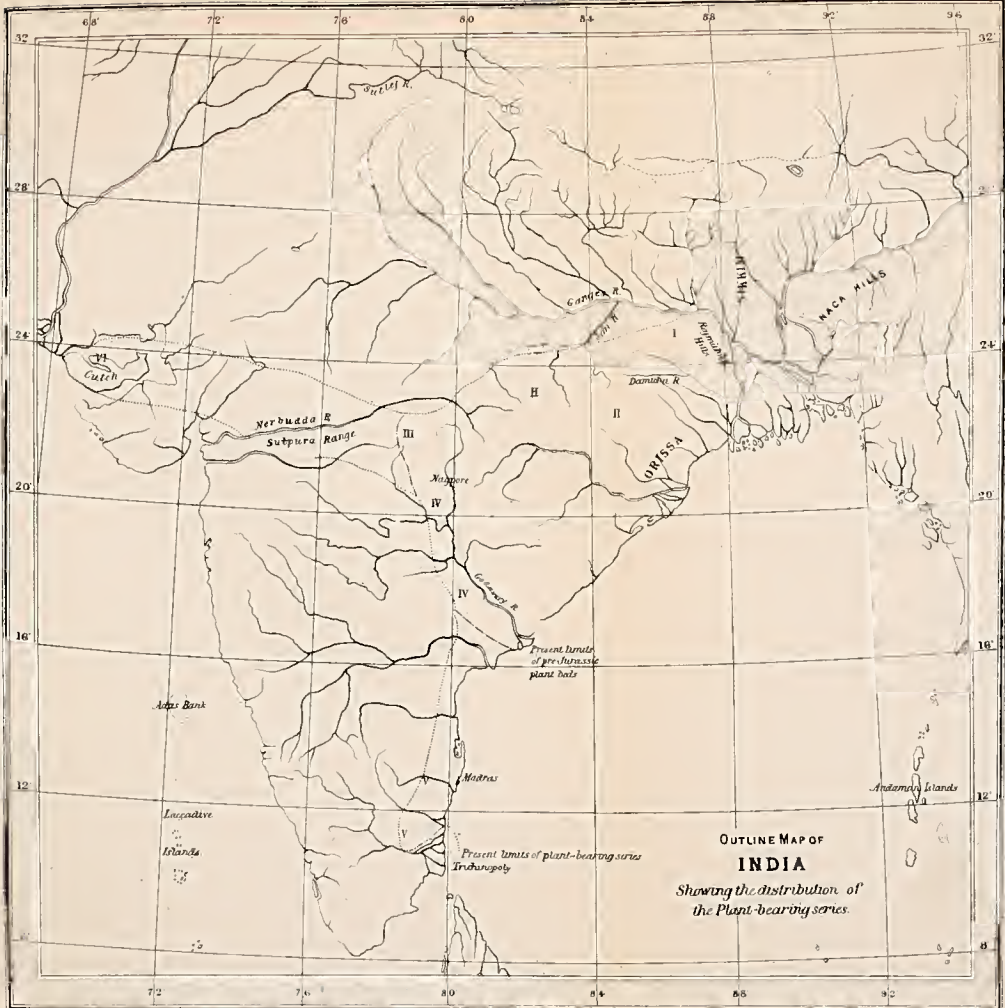 68°
72°
76°
80
84
88
92°
96
32°
32°
Sutlej R.
28°
SIKKIM
NAGA HILLS
Ganges R.
24°
24°
I
Rajmahal
Hills
VI
Cutch
Damuda R
II
II
Nerbudda R
Sutpura Range
III
ORISSA
Nagpore
20°
20°
IV
IV
Godavari R.
16°
16°
Present limits
of pre-Jurassic
plant beds
Adas Bank
V
Madras
12°
12°
Andaman Islands
Laccadive
Islands
V
Present limits of plant-bearing series
Trichinopoly
OUTLINE MAP OF
INDIA
Showing the distribution of
the Plant-bearing series.
8
72
76
80
84
88
92